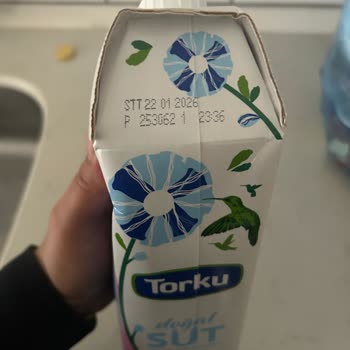 STT 22 01 2026
P 253062 1 23:36
Torku
doğal
SÜT